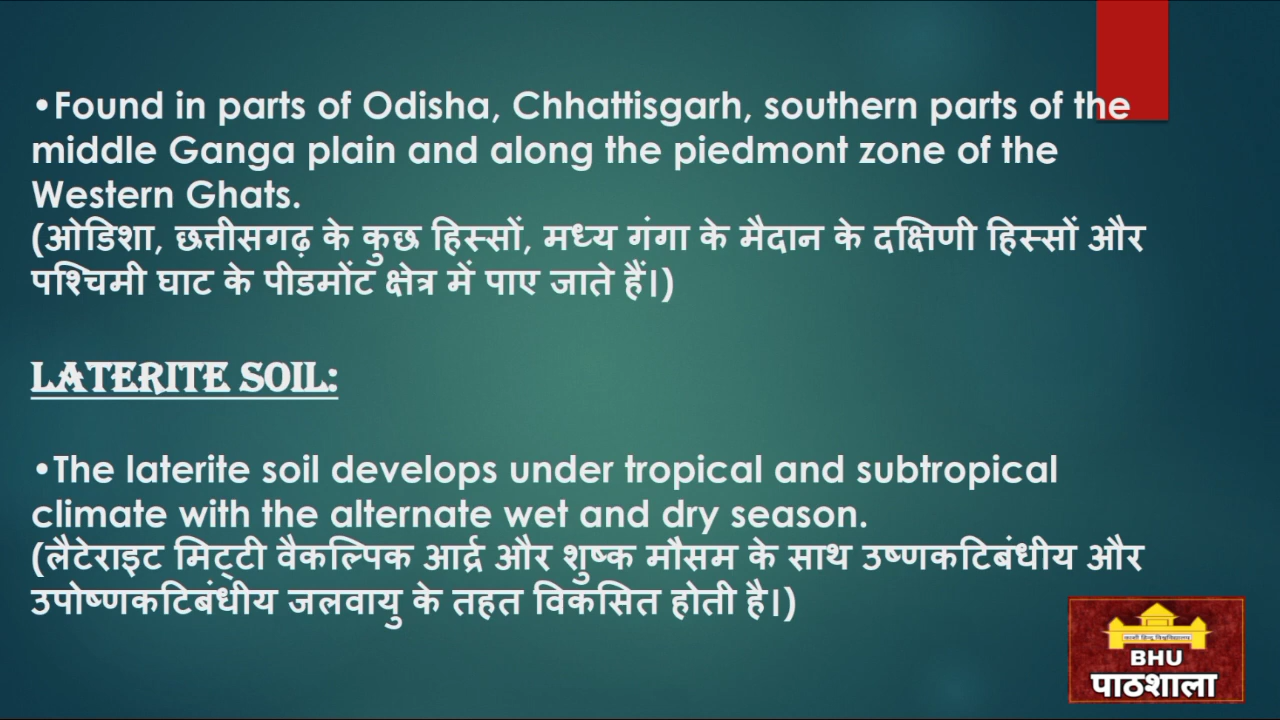 •Found in parts of Odisha, Chhattisgarh, southern parts of the
middle Ganga plain and along the piedmont zone of the
Western Ghats.
(ओडिशा, छत्तीसगढ़ के कुछ हिस्सों, मध्य गंगा के मैदान के दक्षिणी हिस्सों और
पश्चिमी घाट के पीडमोंट क्षेत्र में पाए जाते हैं।)
LATERITE SOIL:
•The laterite soil develops under tropical and subtropical
climate with the alternate wet and dry season.
(लैटेराइट मिट्टी वैकल्पिक आर्द्र और शुष्क मौसम के साथ उष्णकटिबंधीय और
उपोष्णकटिबंधीय जलवायु के तहत विकसित होती है।)
काशी हिन्दू विश्वविद्यालय
BHU
पाठशाला